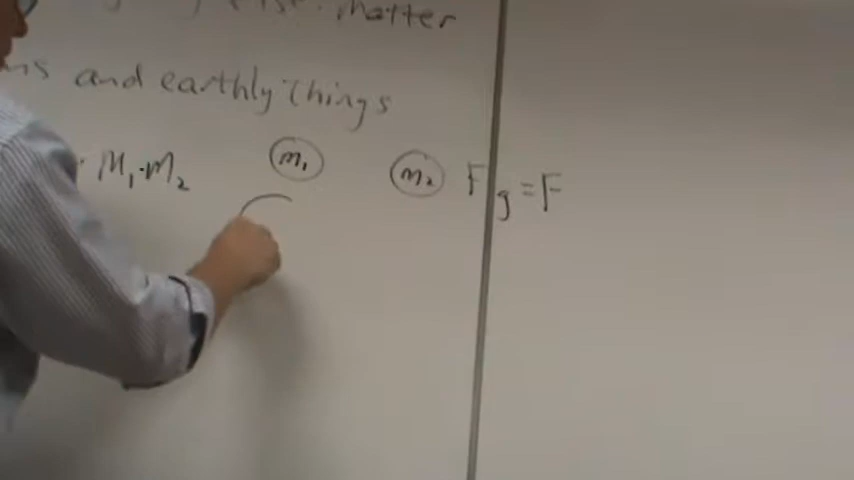 matter
and earthly things
M₁·M₂ m₁ m₂ Fg = F